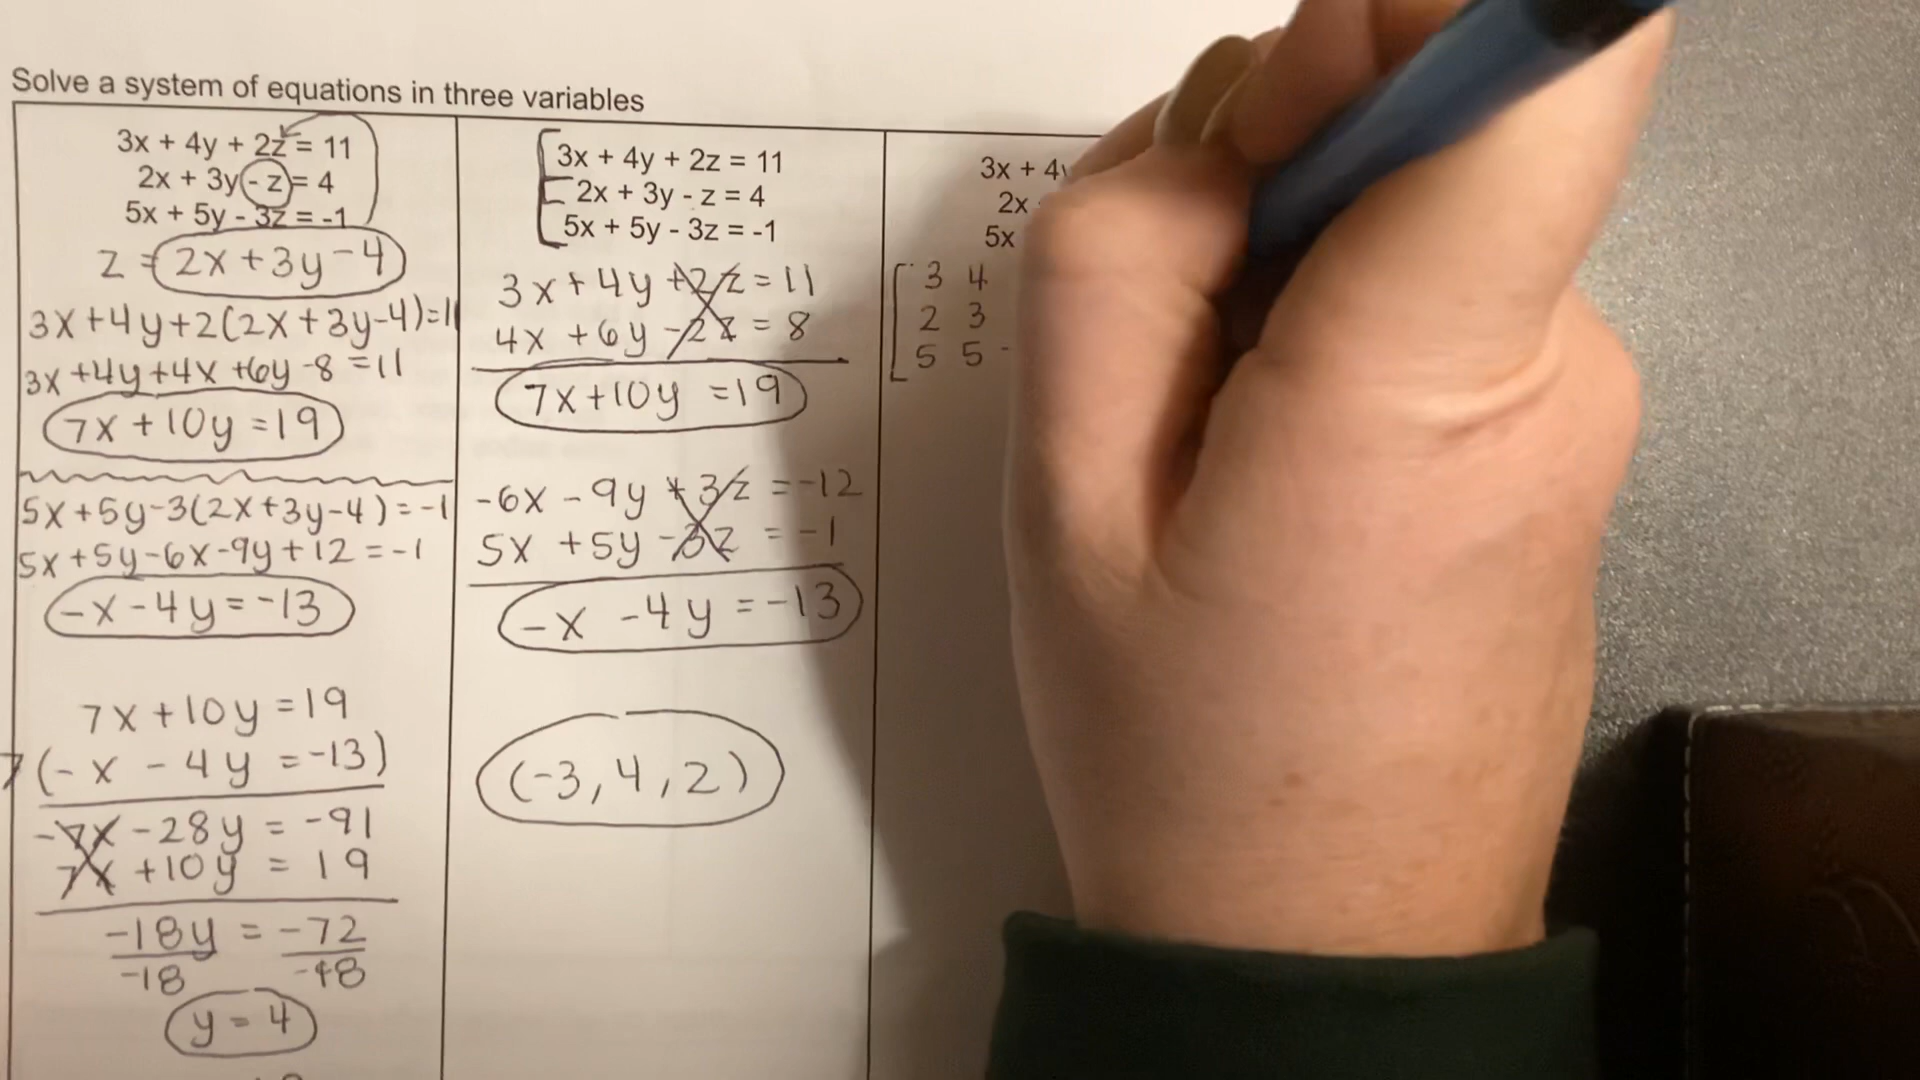 Solve a system of equations in three variables
3x + 4y + 2z = 11
2x + 3y - z = 4
5x + 5y - 3z = -1
z = 2x+3y-4
3x+4y+2(2x+3y-4)=11
3x+4y+4x+6y-8=11
7x+10y=19
5x+5y-3(2x+3y-4)=-1
5x+5y-6x-9y+12=-1
-x-4y=-13
7x+10y=19
7(-x-4y=-13)
-7x-28y=-91
7x+10y=19
-18y = -72
-18 -18
y=4
3x + 4y + 2z = 11
2x + 3y - z = 4
5x + 5y - 3z = -1
3x+4y+2z=11
4x+6y-2z=8
7x+10y=19
-6x-9y+3z=-12
5x+5y-3z=-1
-x-4y=-13
(-3,4,2)
3x + 4y
2x
5x
3 4
2 3
5 5 -